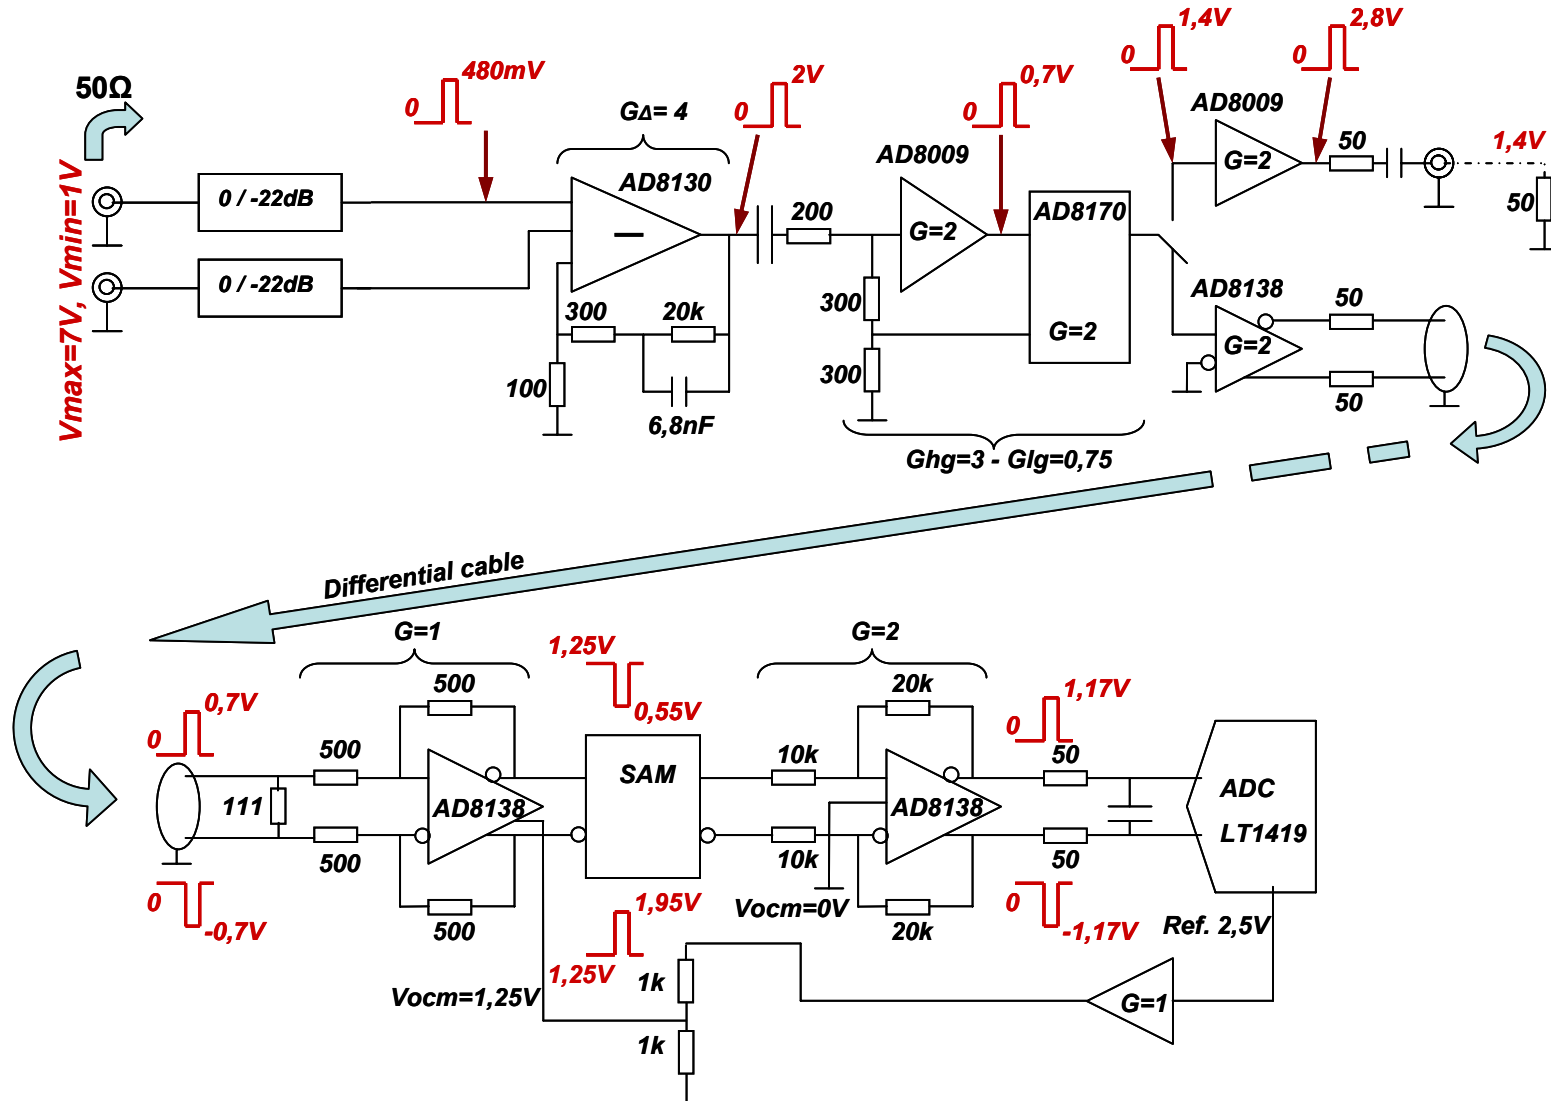 50Ω
Vmax=7V, Vmin=1V
0 / -22dB
0 / -22dB
0
480mV
GΔ= 4
AD8130
300
20k
100
6,8nF
0
2V
200
AD8009
G=2
300
300
0
0,7V
AD8170
G=2
Ghg=3 - Glg=0,75
0
1,4V
0
2,8V
AD8009
G=2
50
1,4V
50
AD8138
G=2
50
50
Differential cable
G=1
0
0,7V
0
-0,7V
111
500
500
500
500
AD8138
Vocm=1,25V
1,25V
0,55V
SAM
1,95V
1,25V
1k
1k
G=2
10k
10k
20k
20k
AD8138
Vocm=0V
0
1,17V
50
50
0
-1,17V
ADC
LT1419
Ref. 2,5V
G=1